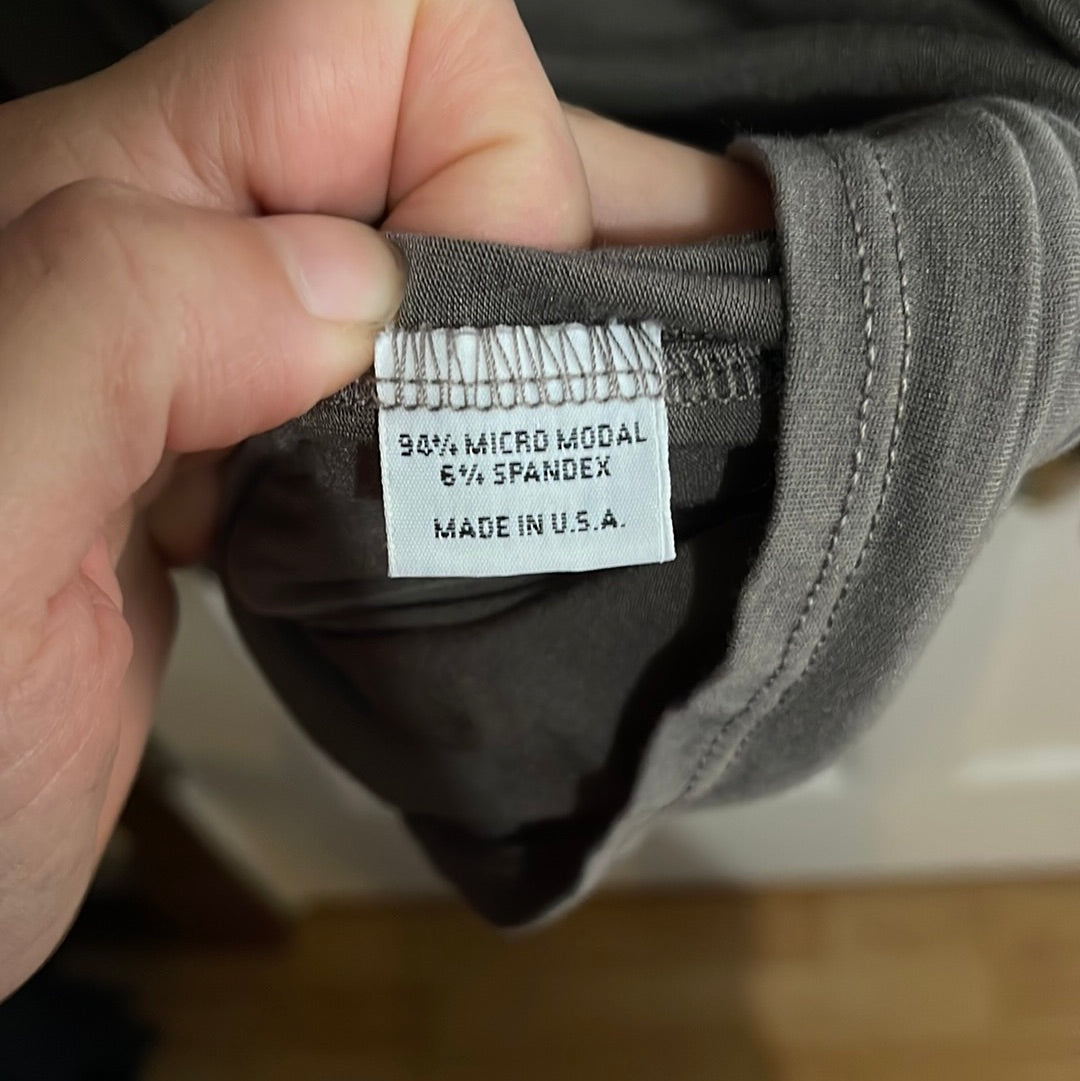 94% MICRO MODAL
6% SPANDEX
MADE IN U.S.A.